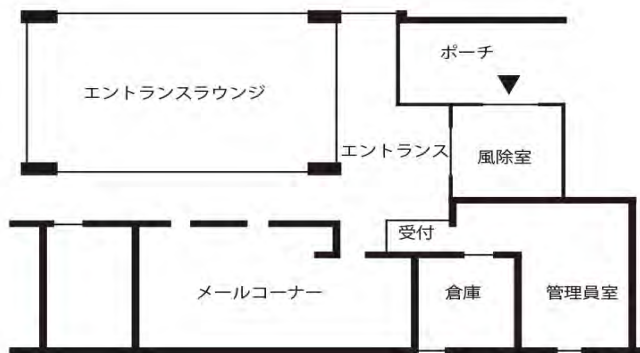 ポーチ
エントランスラウンジ
エントランス
風除室
受付
メールコーナー
倉庫
管理員室